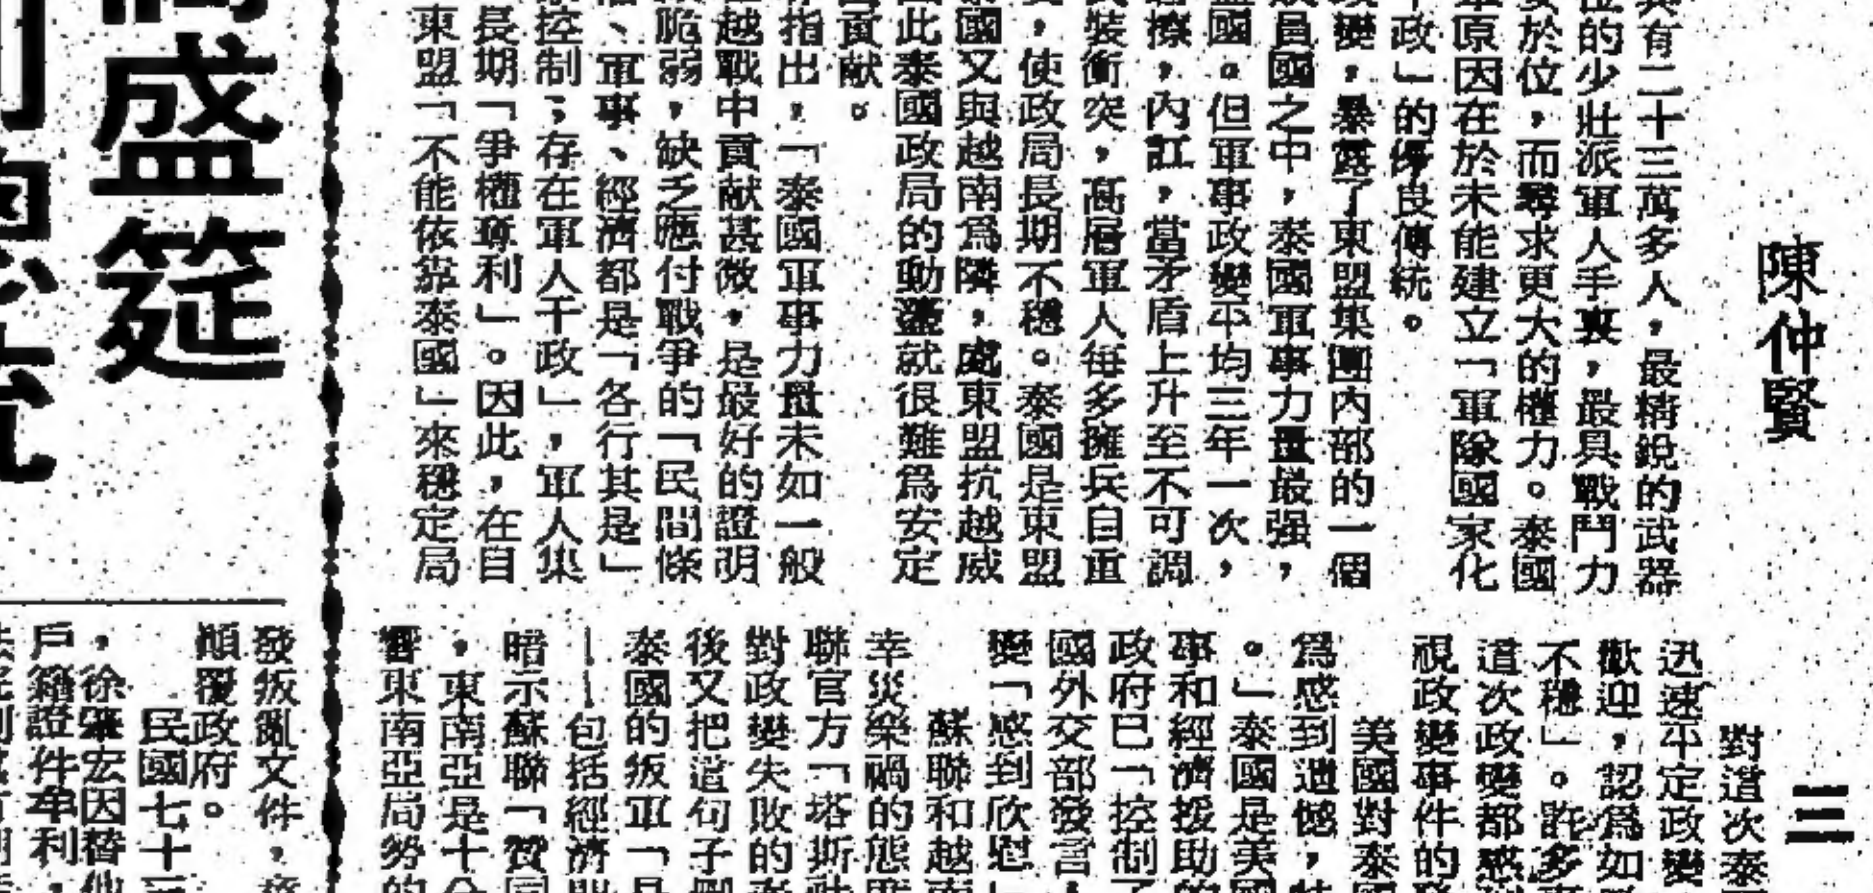 陳仲賢
具有二十三萬多人，最精銳的武器
位的少壯派軍人手裏，最具戰鬥力
安於位，而尋求更大的權力。泰國
原因在於未能建立「軍隊國家化
政」的優良傳統。
變，暴露了東盟集團內部的一個
成員國之中，泰國軍事力量最强，
盟國。但軍事政變平均三年一次，
擦，內訌，當矛盾上升至不可調
裝衝突，高層軍人每多擁兵自重
，使政局長期不穩。泰國是東盟
泰國又與越南爲隣，處東盟抗越威
此泰國政局的動盪就很難爲安定
貢献。
指出，「泰國軍事力量未如一般
越戰中貢献甚微，是最好的證明
脆弱，缺乏應付戰争的「民間條
、軍事、經濟都是「各行其是」
控制；存在軍人干政」，軍人集
長期「爭權奪利」。因此，在自
東盟「不能依靠泰國」來穩定局
三
對這次泰
迅速平定政變
歡迎，認爲如
不穩」。許多
這次政變都感
視政變事件的發
美國對泰
爲感到遺憾，
。」泰國是美國
事和經濟援助的
政府已「控制了
國外交部發言，
變「感到欣慰」
蘇聯和越南
幸災樂禍的態度
聯官方「塔斯社
對政變失敗的
後又把這句子刪
泰國的叛軍「是
——包括經濟
暗示蘇聯「贊同
，東南亞是十分
響東南亞局勢的
盛筵
發叛亂文件，
顛覆政府。
民國七十
，徐肇宏因替他
戶籍證件牟利，